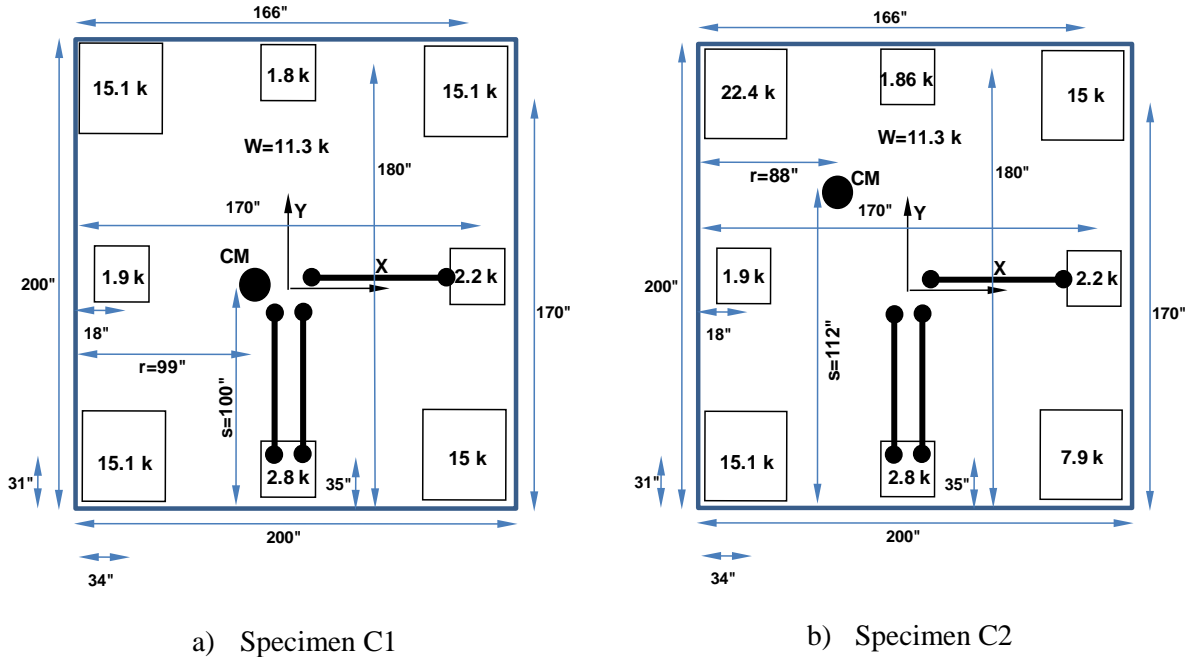 166"
15.1 k
1.8 k
15.1 k
W=11.3 k
180"
170"
Y
CM
X
1.9 k
2.2 k
200"
170"
18"
r=99"
s=100"
15.1 k
2.8 k
15 k
31"
35"
200"
34"
a) Specimen C1
166"
22.4 k
1.86 k
15 k
W=11.3 k
r=88"
CM
180"
170"
Y
X
1.9 k
2.2 k
200"
170"
18"
s=112"
15.1 k
2.8 k
7.9 k
31"
35"
200"
34"
b) Specimen C2